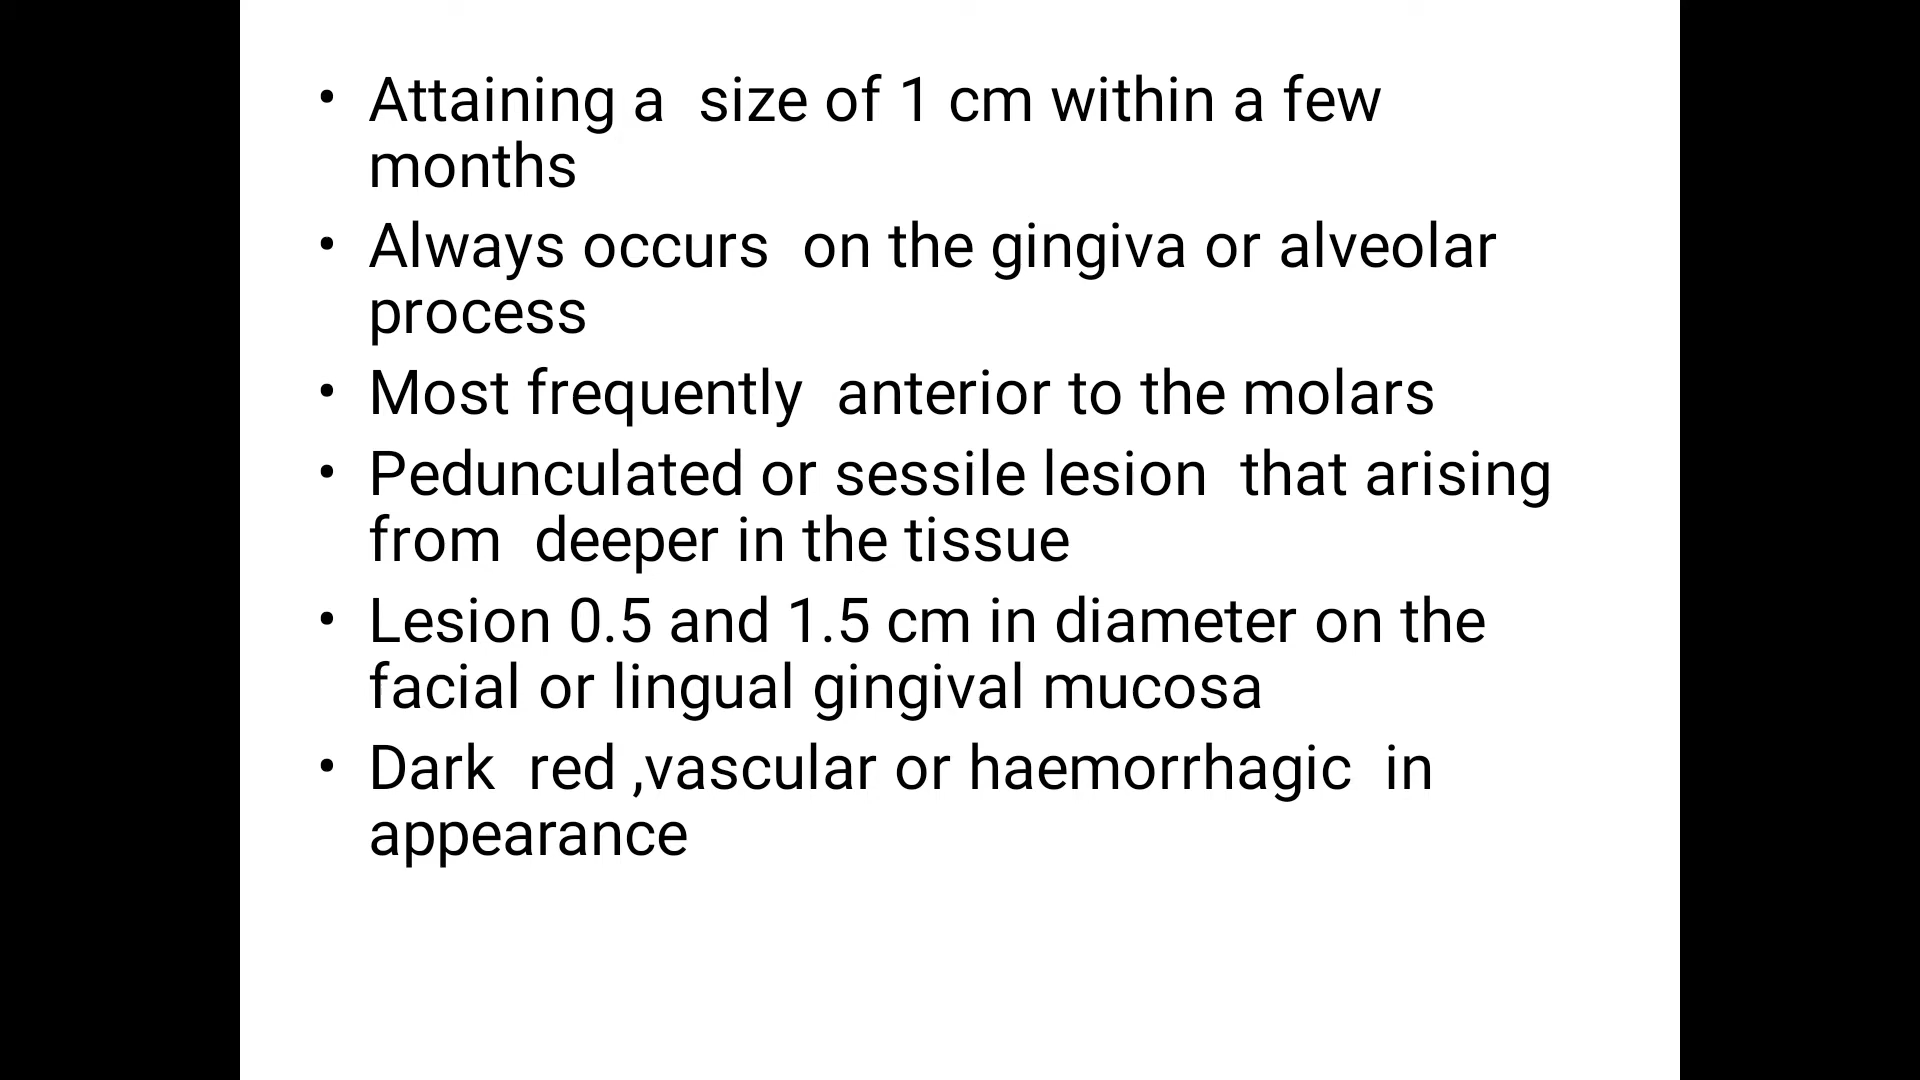 • Attaining a  size of 1 cm within a few
months
• Always occurs  on the gingiva or alveolar
process
• Most frequently  anterior to the molars
• Pedunculated or sessile lesion  that arising
from  deeper in the tissue
• Lesion 0.5 and 1.5 cm in diameter on the
facial or lingual gingival mucosa
• Dark  red ,vascular or haemorrhagic  in
appearance